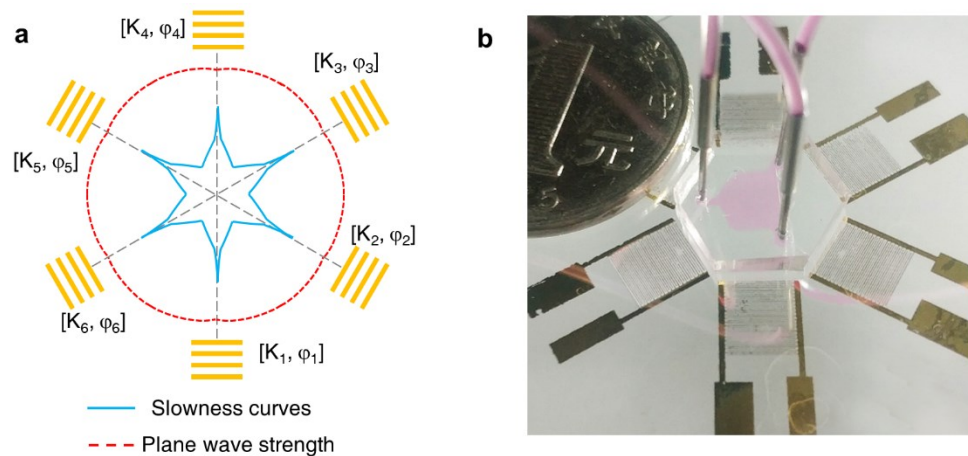 a
b
[K₄, φ₄]
[K₃, φ₃]
[K₅, φ₅]
[K₂, φ₂]
[K₆, φ₆]
[K₁, φ₁]
Slowness curves
Plane wave strength